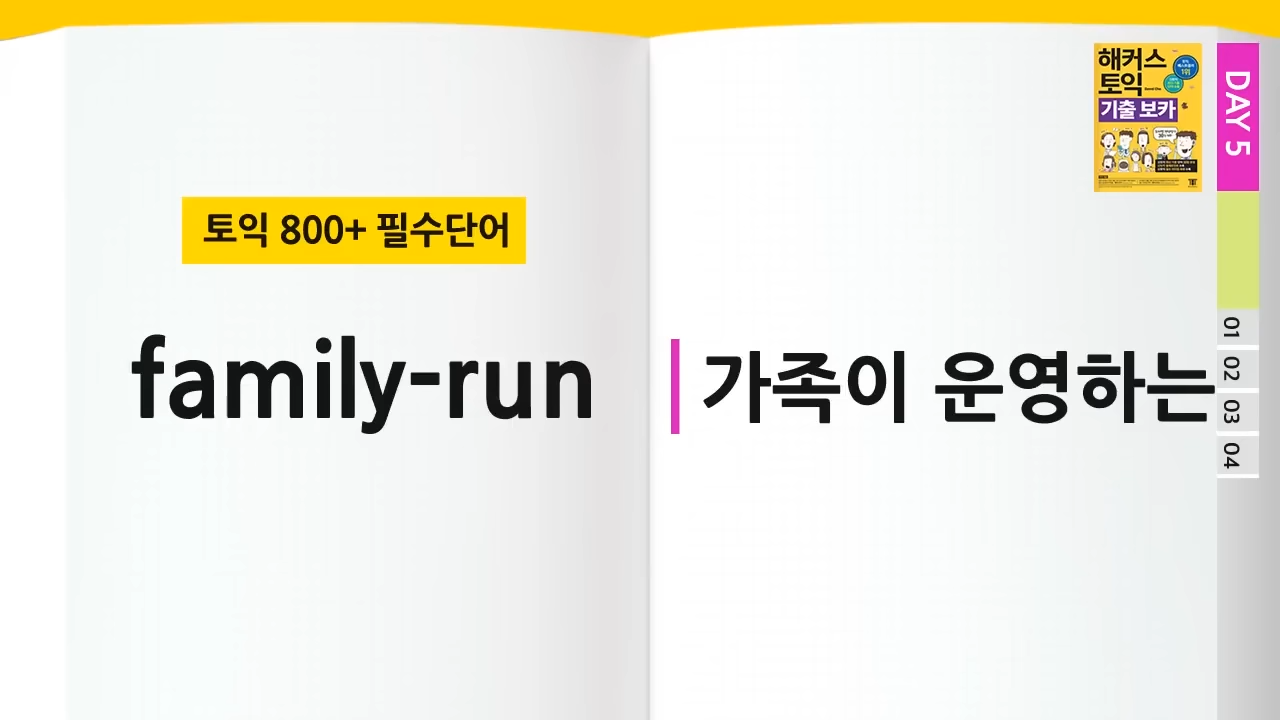 해커스
토익
기출 보카
DAY 5
토익 800+ 필수단어
family-run
가족이 운영하는
01
02
03
04